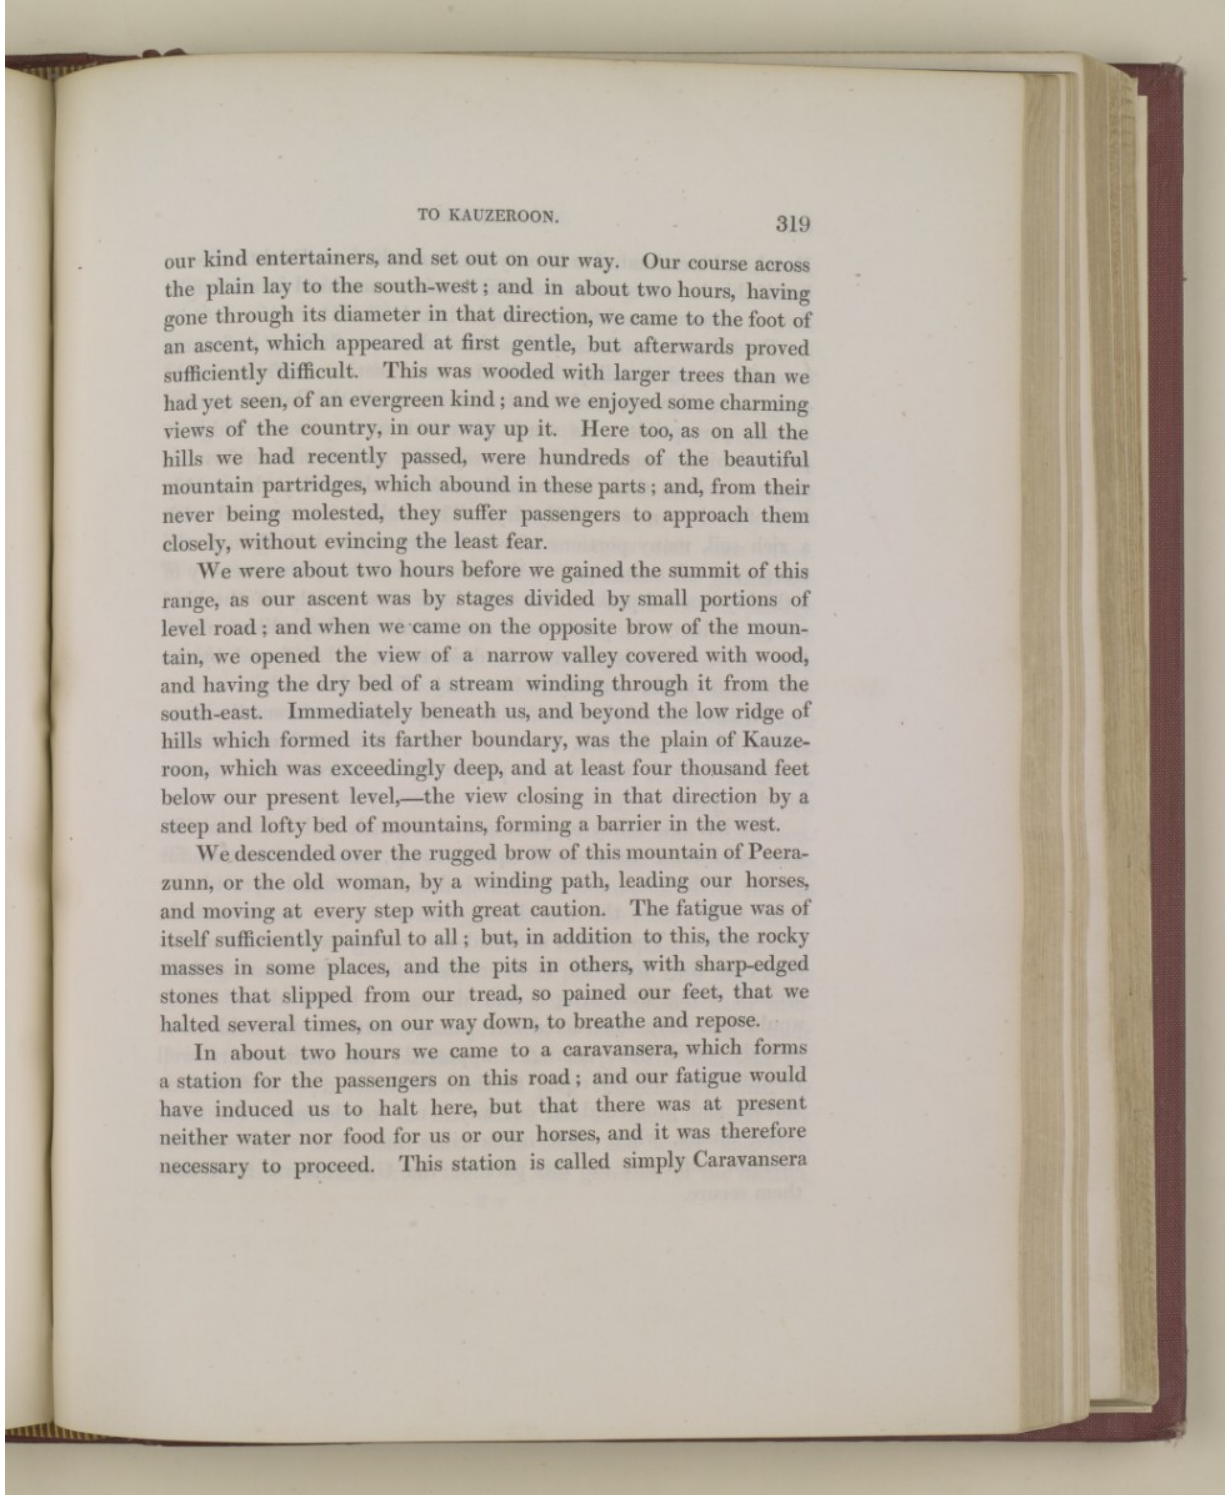 TO KAUZEROON.
319
our kind entertainers, and set out on our way. Our course across
the plain lay to the south-west; and in about two hours, having
gone through its diameter in that direction, we came to the foot of
an ascent, which appeared at first gentle, but afterwards proved
sufficiently difficult. This was wooded with larger trees than we
had yet seen, of an evergreen kind; and we enjoyed some charming
views of the country, in our way up it. Here too, as on all the
hills we had recently passed, were hundreds of the beautiful
mountain partridges, which abound in these parts; and, from their
never being molested, they suffer passengers to approach them
closely, without evincing the least fear.
We were about two hours before we gained the summit of this
range, as our ascent was by stages divided by small portions of
level road; and when we came on the opposite brow of the moun-
tain, we opened the view of a narrow valley covered with wood,
and having the dry bed of a stream winding through it from the
south-east. Immediately beneath us, and beyond the low ridge of
hills which formed its farther boundary, was the plain of Kauze-
roon, which was exceedingly deep, and at least four thousand feet
below our present level,—the view closing in that direction by a
steep and lofty bed of mountains, forming a barrier in the west.
We descended over the rugged brow of this mountain of Peera-
zunn, or the old woman, by a winding path, leading our horses,
and moving at every step with great caution. The fatigue was of
itself sufficiently painful to all; but, in addition to this, the rocky
masses in some places, and the pits in others, with sharp-edged
stones that slipped from our tread, so pained our feet, that we
halted several times, on our way down, to breathe and repose.
In about two hours we came to a caravansera, which forms
a station for the passengers on this road; and our fatigue would
have induced us to halt here, but that there was at present
neither water nor food for us or our horses, and it was therefore
necessary to proceed. This station is called simply Caravansera